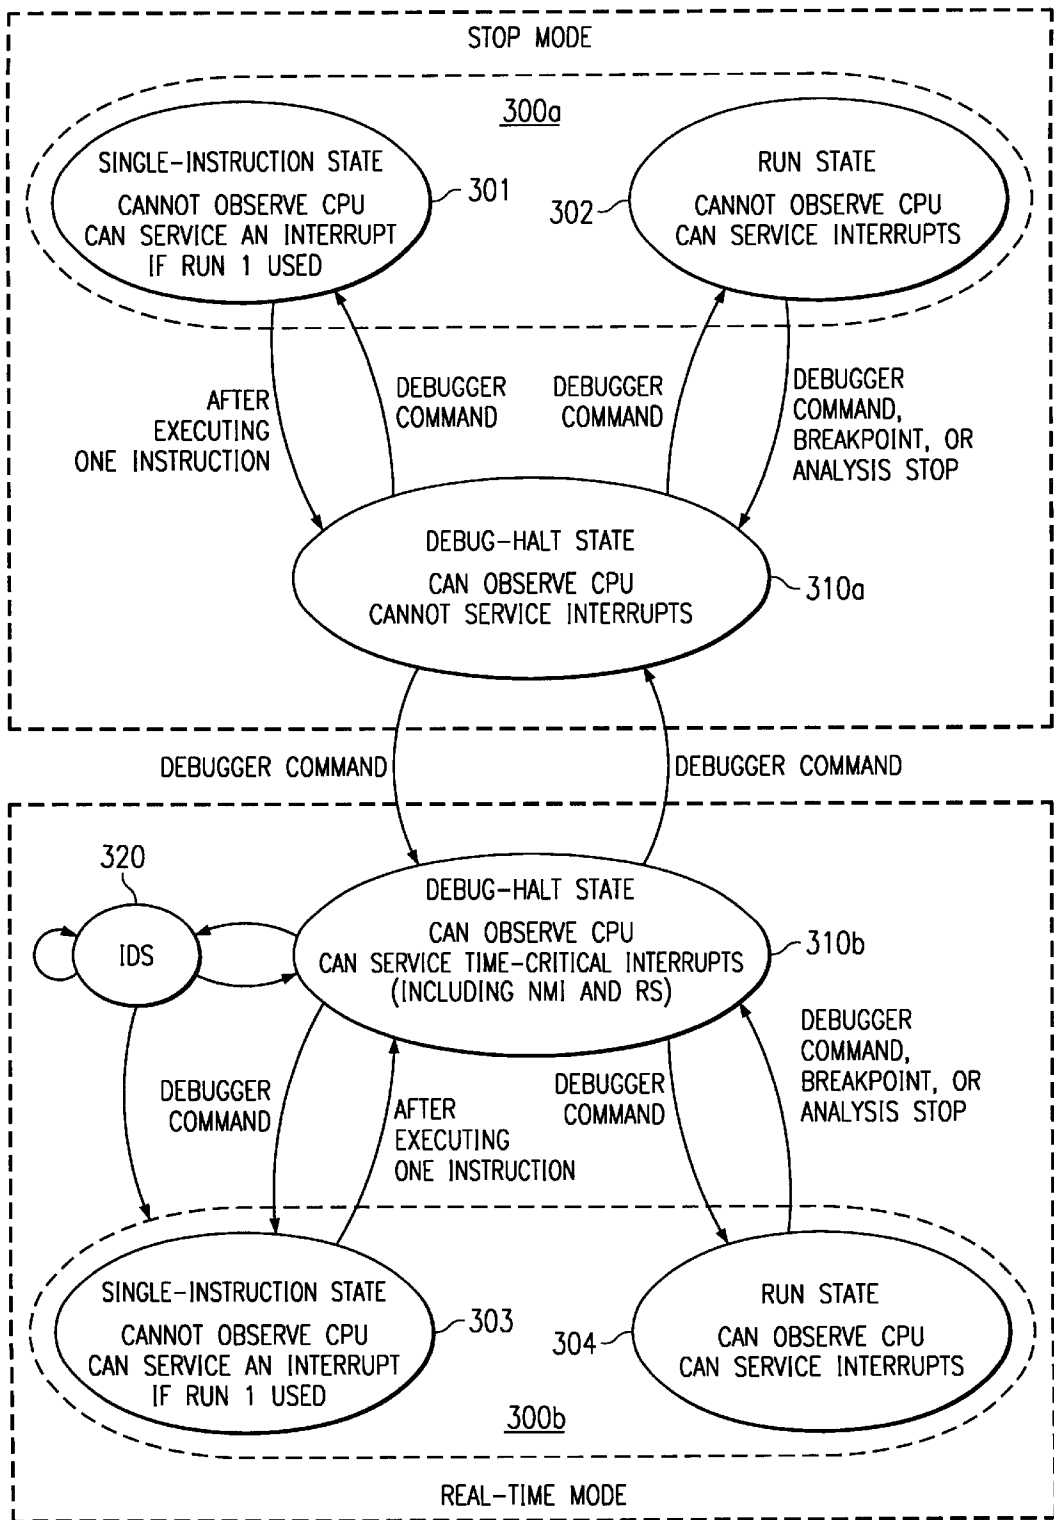 STOP MODE
300a
SINGLE-INSTRUCTION STATE
CANNOT OBSERVE CPU
CAN SERVICE AN INTERRUPT
IF RUN 1 USED
301
302
RUN STATE
CANNOT OBSERVE CPU
CAN SERVICE INTERRUPTS
AFTER
EXECUTING
ONE INSTRUCTION
DEBUGGER
COMMAND
DEBUGGER
COMMAND
DEBUGGER
COMMAND,
BREAKPOINT, OR
ANALYSIS STOP
DEBUG-HALT STATE
CAN OBSERVE CPU
CANNOT SERVICE INTERRUPTS
310a
DEBUGGER COMMAND
DEBUGGER COMMAND
320
IDS
DEBUG-HALT STATE
CAN OBSERVE CPU
CAN SERVICE TIME-CRITICAL INTERRUPTS
(INCLUDING NMI AND RS)
310b
DEBUGGER
COMMAND
AFTER
EXECUTING
ONE INSTRUCTION
DEBUGGER
COMMAND
DEBUGGER
COMMAND,
BREAKPOINT, OR
ANALYSIS STOP
SINGLE-INSTRUCTION STATE
CANNOT OBSERVE CPU
CAN SERVICE AN INTERRUPT
IF RUN 1 USED
303
304
RUN STATE
CAN OBSERVE CPU
CAN SERVICE INTERRUPTS
300b
REAL-TIME MODE